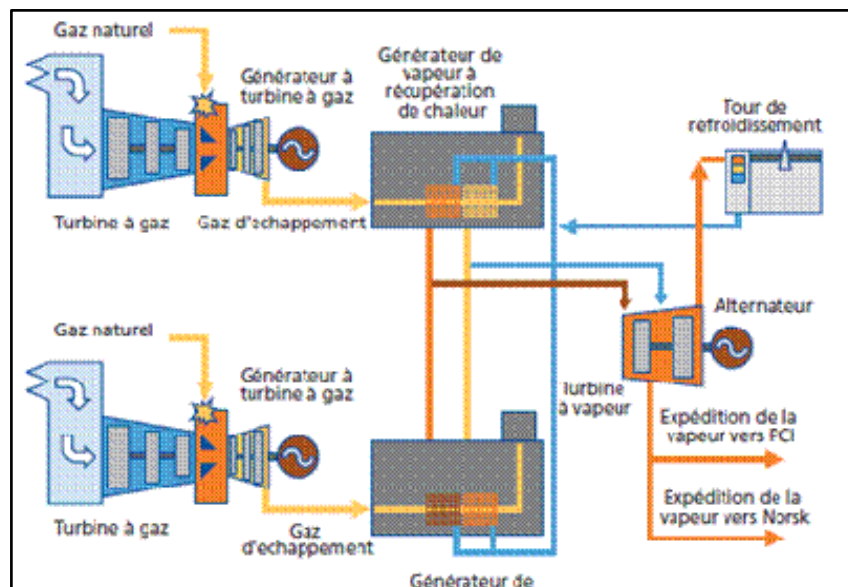 Gaz naturel
Générateur à
turbine à gaz
Générateur de
vapeur à
récupération
de chaleur
Tour de
refroidissement
Turbine à gaz
Gaz d'echappement
Alternateur
Gaz naturel
Générateur à
turbine à gaz
Turbine
à vapeur
Expédition de la
vapeur vers FCI
Expédition de la
vapeur vers Norsk
Turbine à gaz
Gaz
d'echappement
Générateur de